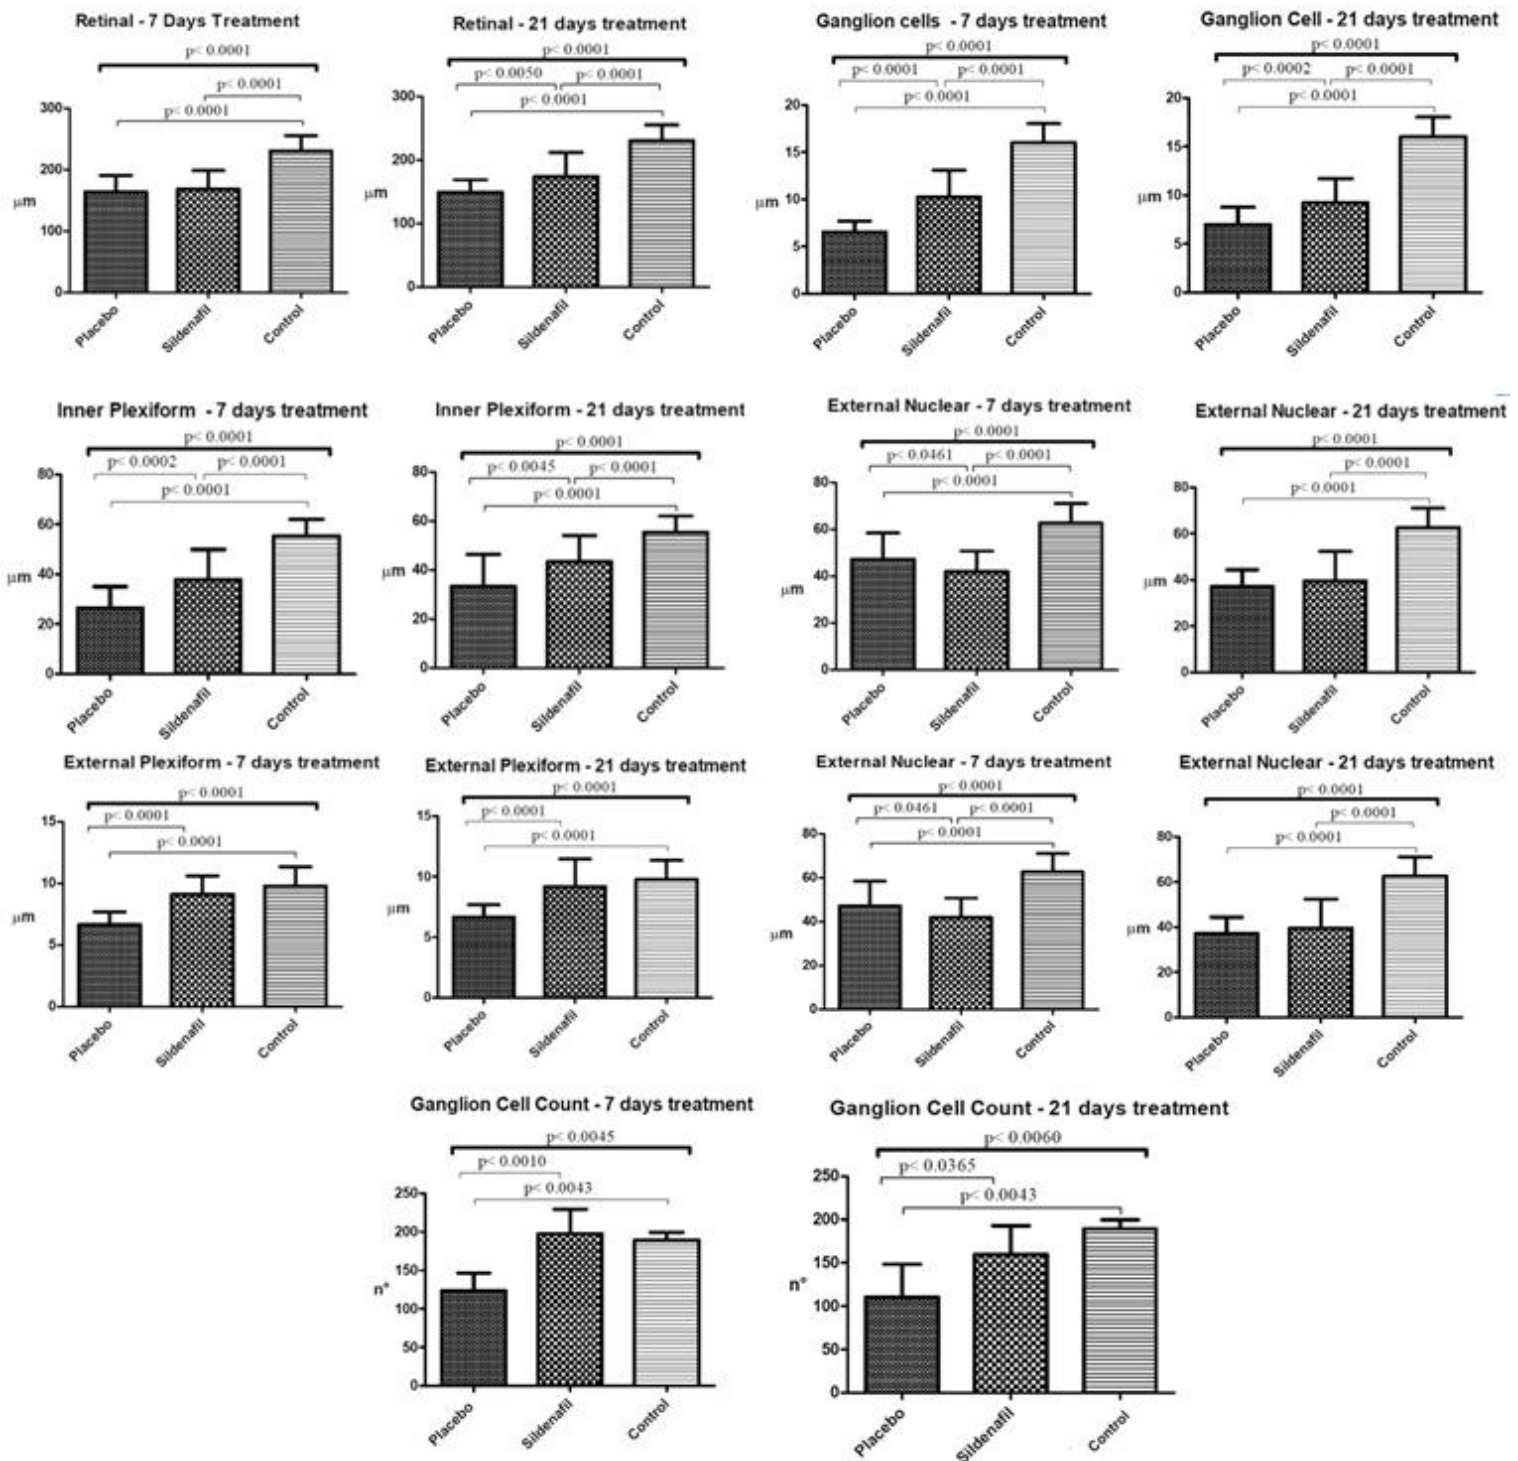 Retinal - 7 Days Treatment
p< 0.0001
p< 0.0001
p< 0.0001
300
200
μm
100
0
Placebo
Sildenafil
Control
Retinal - 21 days treatment
p< 0.0001
p< 0.0050 p< 0.0001
p< 0.0001
300
200
μm
100
0
Placebo
Sildenafil
Control
Ganglion cells - 7 days treatment
p< 0.0001
p< 0.0001 p< 0.0001
p< 0.0001
20
15
μm
10
5
0
Placebo
Sildenafil
Control
Ganglion Cell - 21 days treatment
p< 0.0001
p< 0.0002 p< 0.0001
p< 0.0001
20
15
μm
10
5
0
Placebo
Sildenafil
Control
Inner Plexiform - 7 days treatment
p< 0.0001
p< 0.0002 p< 0.0001
p< 0.0001
80
60
μm
40
20
0
Placebo
Sildenafil
Control
Inner Plexiform - 21 days treatment
p< 0.0001
p< 0.0045 p< 0.0001
p< 0.0001
80
60
μm
40
20
0
Placebo
Sildenafil
Control
External Nuclear - 7 days treatment
p< 0.0001
p< 0.0461 p< 0.0001
p< 0.0001
80
60
40
μm
20
0
Placebo
Sildenafil
Control
External Nuclear - 21 days treatment
p< 0.0001
p< 0.0001
p< 0.0001
80
60
μm
40
20
0
Placebo
Sildenafil
Control
External Plexiform - 7 days treatment
p< 0.0001
p< 0.0001
p< 0.0001
15
10
μm
5
0
Placebo
Sildenafil
Control
External Plexiform - 21 days treatment
p< 0.0001
p< 0.0001
p< 0.0001
15
10
μm
5
0
Placebo
Sildenafil
Control
External Nuclear - 7 days treatment
p< 0.0001
p< 0.0461 p< 0.0001
p< 0.0001
80
60
40
μm
20
0
Placebo
Sildenafil
Control
External Nuclear - 21 days treatment
p< 0.0001
p< 0.0001
p< 0.0001
80
60
μm
40
20
0
Placebo
Sildenafil
Control
Ganglion Cell Count - 7 days treatment
p< 0.0045
p< 0.0010
p< 0.0043
250
200
150
n°
100
50
0
Placebo
Sildenafil
Control
Ganglion Cell Count - 21 days treatment
p< 0.0060
p< 0.0365
p< 0.0043
250
200
150
n°
100
50
0
Placebo
Sildenafil
Control